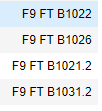 F9 FT B1022
F9 FT B1026
F9 FT B1021.2
F9 FT B1031.2